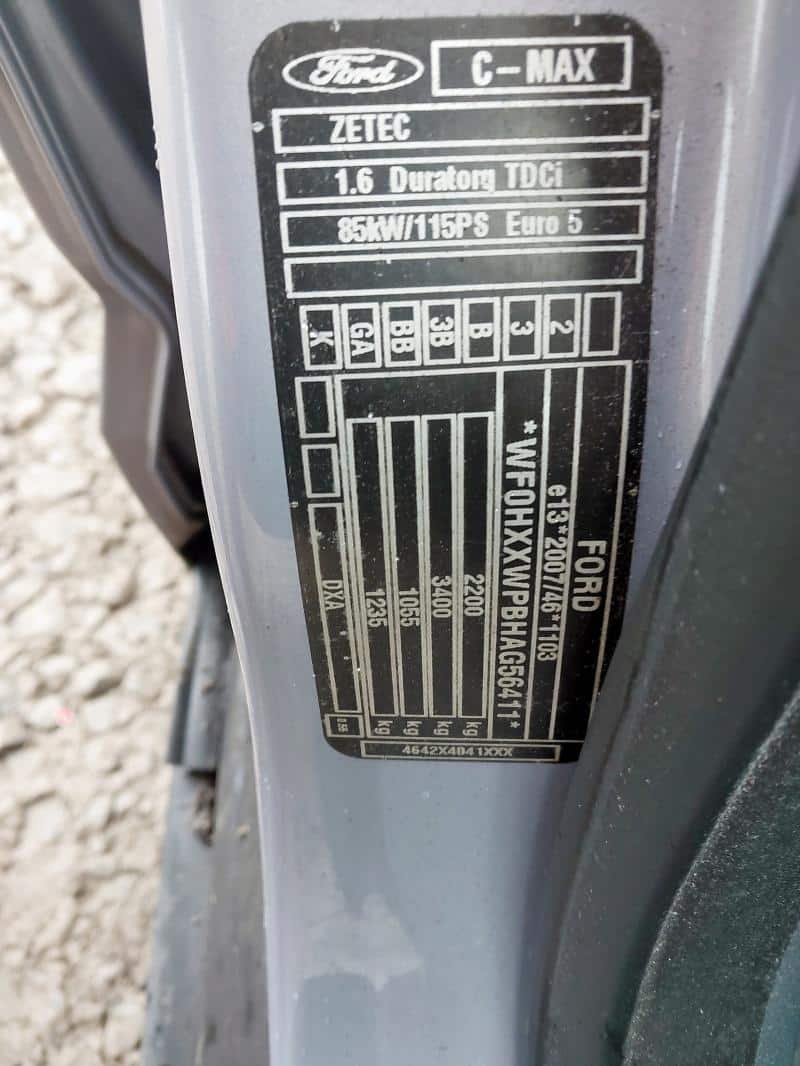 Ford
C-MAX
ZETEC
1.6 Duratorq TDCi
85kW/115PS Euro 5
K GA BB 3B B 3 2
FORD
e13*2007/46*1103
*WF0HXXWPBHAG56411*
2200 kg
3400 kg
1055 kg
1235 kg
DXA
4642X4D41XXX